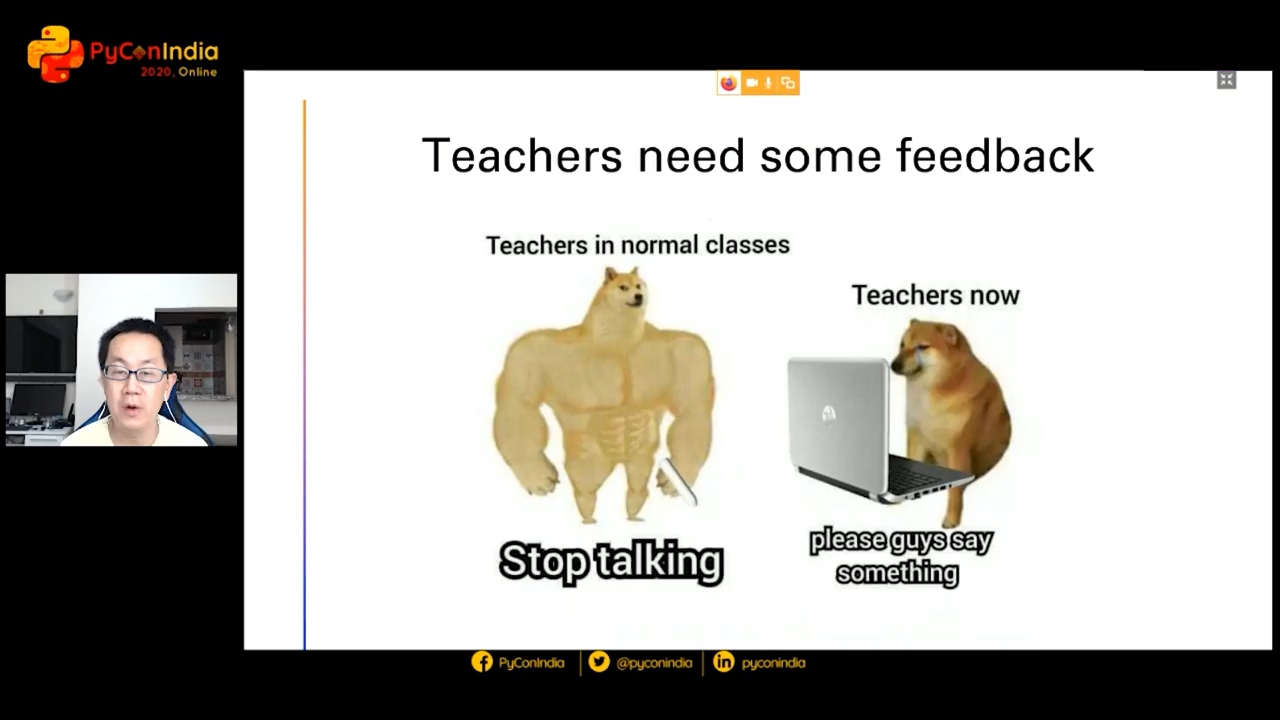 PyConIndia
2020, Online
Teachers need some feedback
Teachers in normal classes
Teachers now
Stop talking
please guys say
something
PyConIndia
@pyconindia
pyconindia